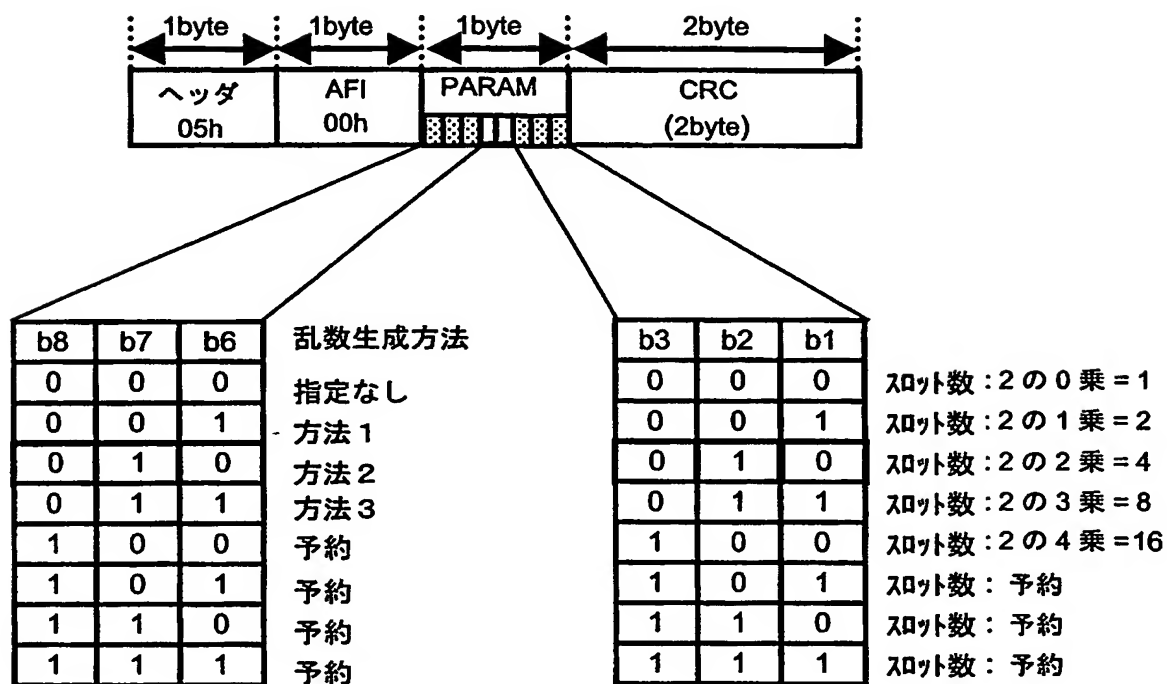 1byte 1byte 1byte 2byte
ヘッダ AFI PARAM CRC
05h 00h (2byte)
b8 b7 b6 乱数生成方法
0 0 0 指定なし
0 0 1 方法1
0 1 0 方法2
0 1 1 方法3
1 0 0 予約
1 0 1 予約
1 1 0 予約
1 1 1 予約
b3 b2 b1
0 0 0 ｽﾛｯﾄ数:2の0乗=1
0 0 1 ｽﾛｯﾄ数:2の1乗=2
0 1 0 ｽﾛｯﾄ数:2の2乗=4
0 1 1 ｽﾛｯﾄ数:2の3乗=8
1 0 0 ｽﾛｯﾄ数:2の4乗=16
1 0 1 ｽﾛｯﾄ数: 予約
1 1 0 ｽﾛｯﾄ数: 予約
1 1 1 ｽﾛｯﾄ数: 予約